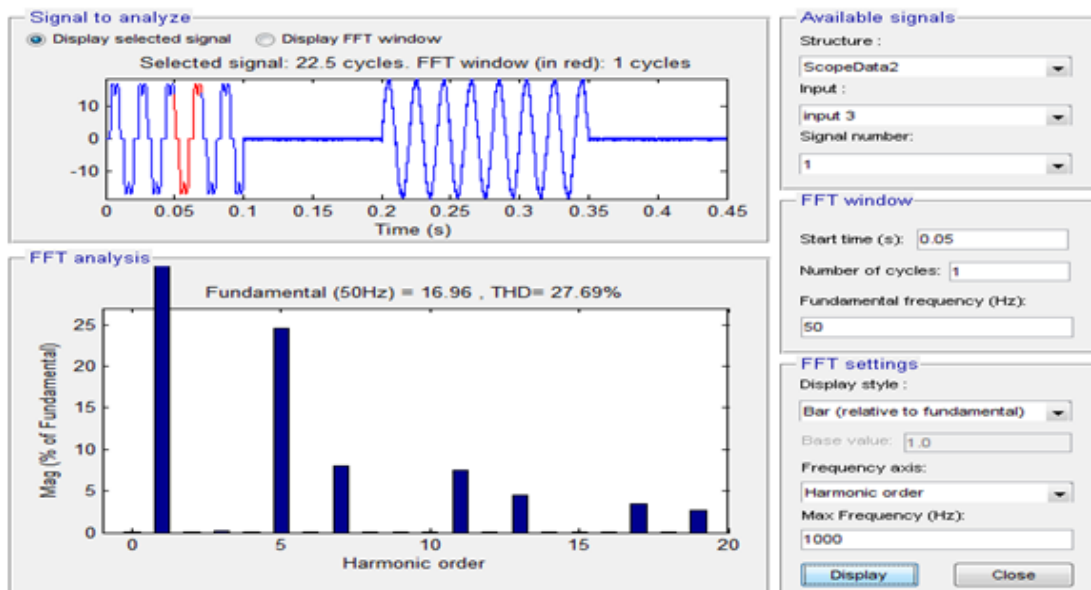 Signal to analyze
Display selected signal Display FFT window
Selected signal: 22.5 cycles. FFT window (in red): 1 cycles
10
0
-10
0 0.05 0.1 0.15 0.2 0.25 0.3 0.35 0.4 0.45
Time (s)
FFT analysis
Fundamental (50Hz) = 16.96 , THD= 27.69%
Mag (% of Fundamental)
25
20
15
10
5
0
0 5 10 15 20
Harmonic order
Available signals
Structure :
ScopeData2
Input :
input 3
Signal number:
1
FFT window
Start time (s): 0.05
Number of cycles: 1
Fundamental frequency (Hz):
50
FFT settings
Display style :
Bar (relative to fundamental)
Base value: 1.0
Frequency axis:
Harmonic order
Max Frequency (Hz):
1000
Display Close